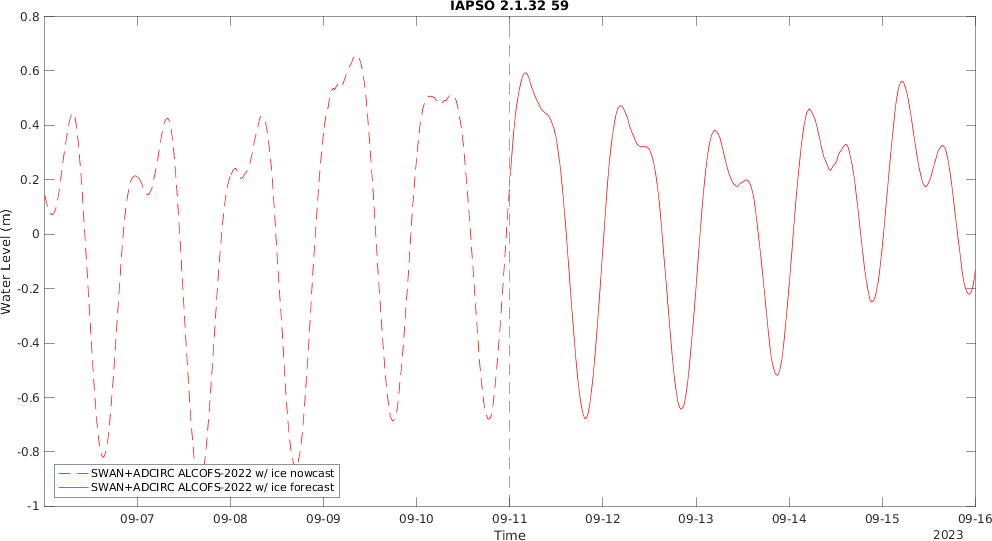 IAPSO 2.1.32 59
0.8
0.6
0.4
0.2
0
-0.2
-0.4
-0.6
-0.8
-1
Water Level (m)
SWAN+ADCIRC ALCOFS-2022 w/ ice nowcast
SWAN+ADCIRC ALCOFS-2022 w/ ice forecast
09-07 09-08 09-09 09-10 09-11 09-12 09-13 09-14 09-15 09-16
Time
2023